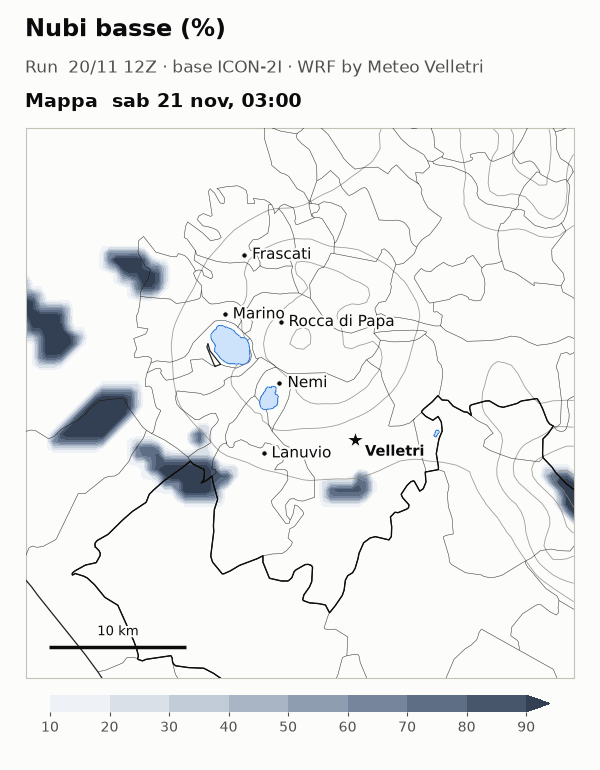 Nubi basse (%)
Run  20/11 12Z · base ICON-2I · WRF by Meteo Velletri
Mappa  sab 21 nov, 03:00
Frascati
Marino
Rocca di Papa
Nemi
Lanuvio
Velletri
10 km
10 20 30 40 50 60 70 80 90